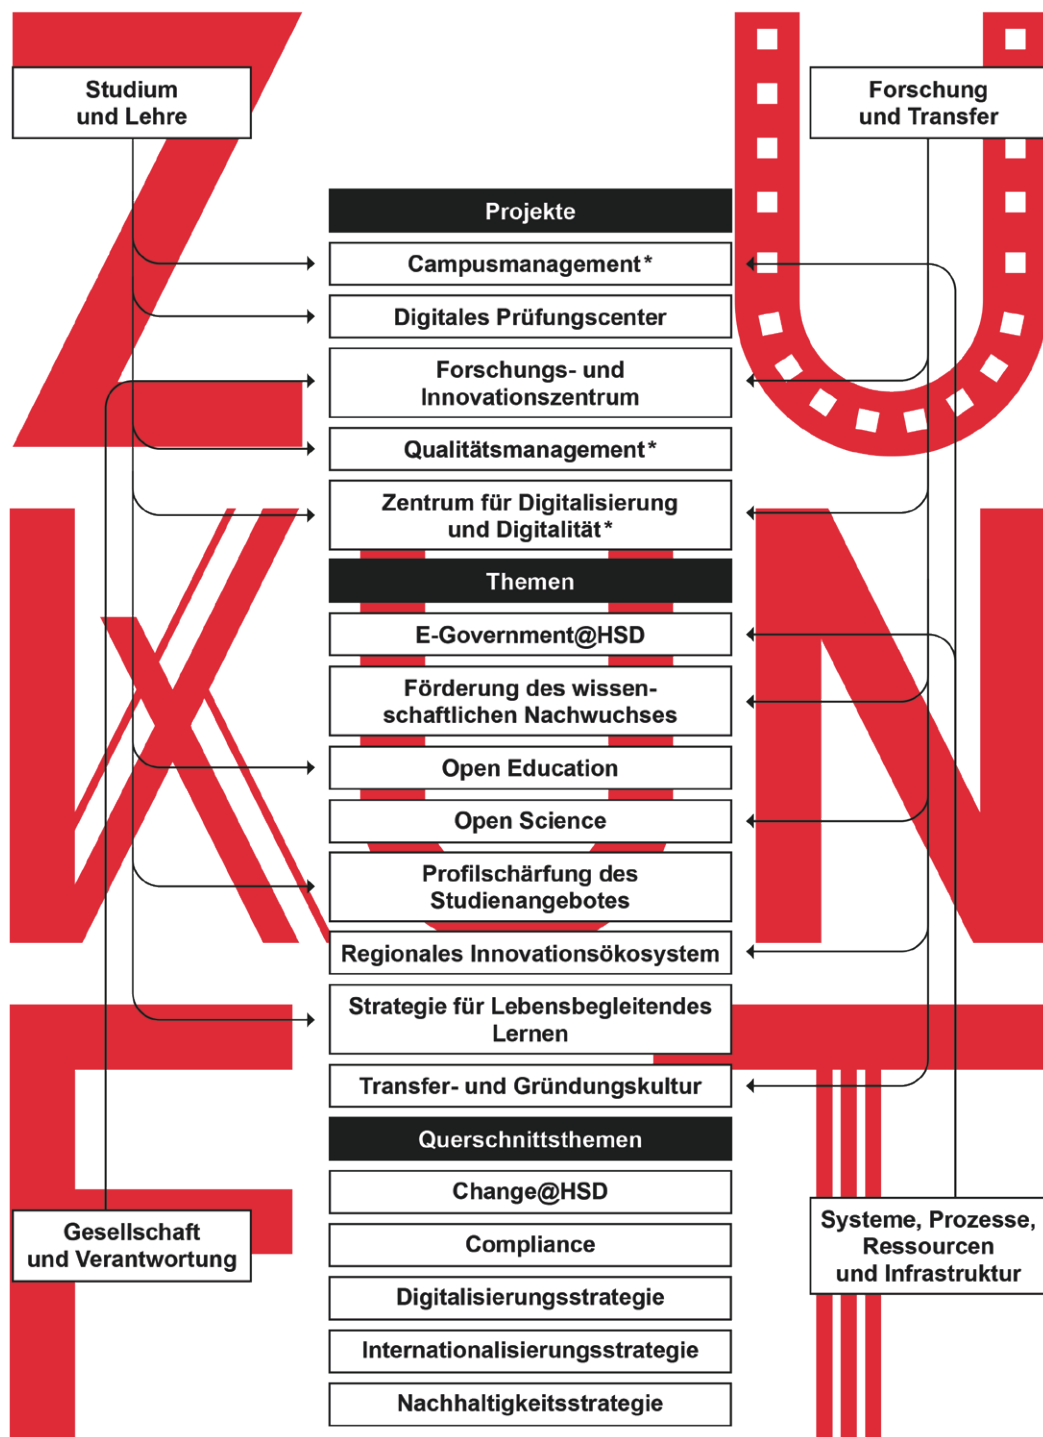 ZUKUNFT
Studium
und Lehre
Forschung
und Transfer
Projekte
Campusmanagement*
Digitales Prüfungscenter
Forschungs- und
Innovationszentrum
Qualitätsmanagement*
Zentrum für Digitalisierung
und Digitalität*
Themen
E-Government@HSD
Förderung des wissen-
schaftlichen Nachwuchses
Open Education
Open Science
Profilschärfung des
Studienangebotes
Regionales Innovationsökosystem
Strategie für Lebensbegleitendes
Lernen
Transfer- und Gründungskultur
Querschnittsthemen
Change@HSD
Compliance
Digitalisierungsstrategie
Internationalisierungsstrategie
Nachhaltigkeitsstrategie
Gesellschaft
und Verantwortung
Systeme, Prozesse,
Ressourcen
und Infrastruktur